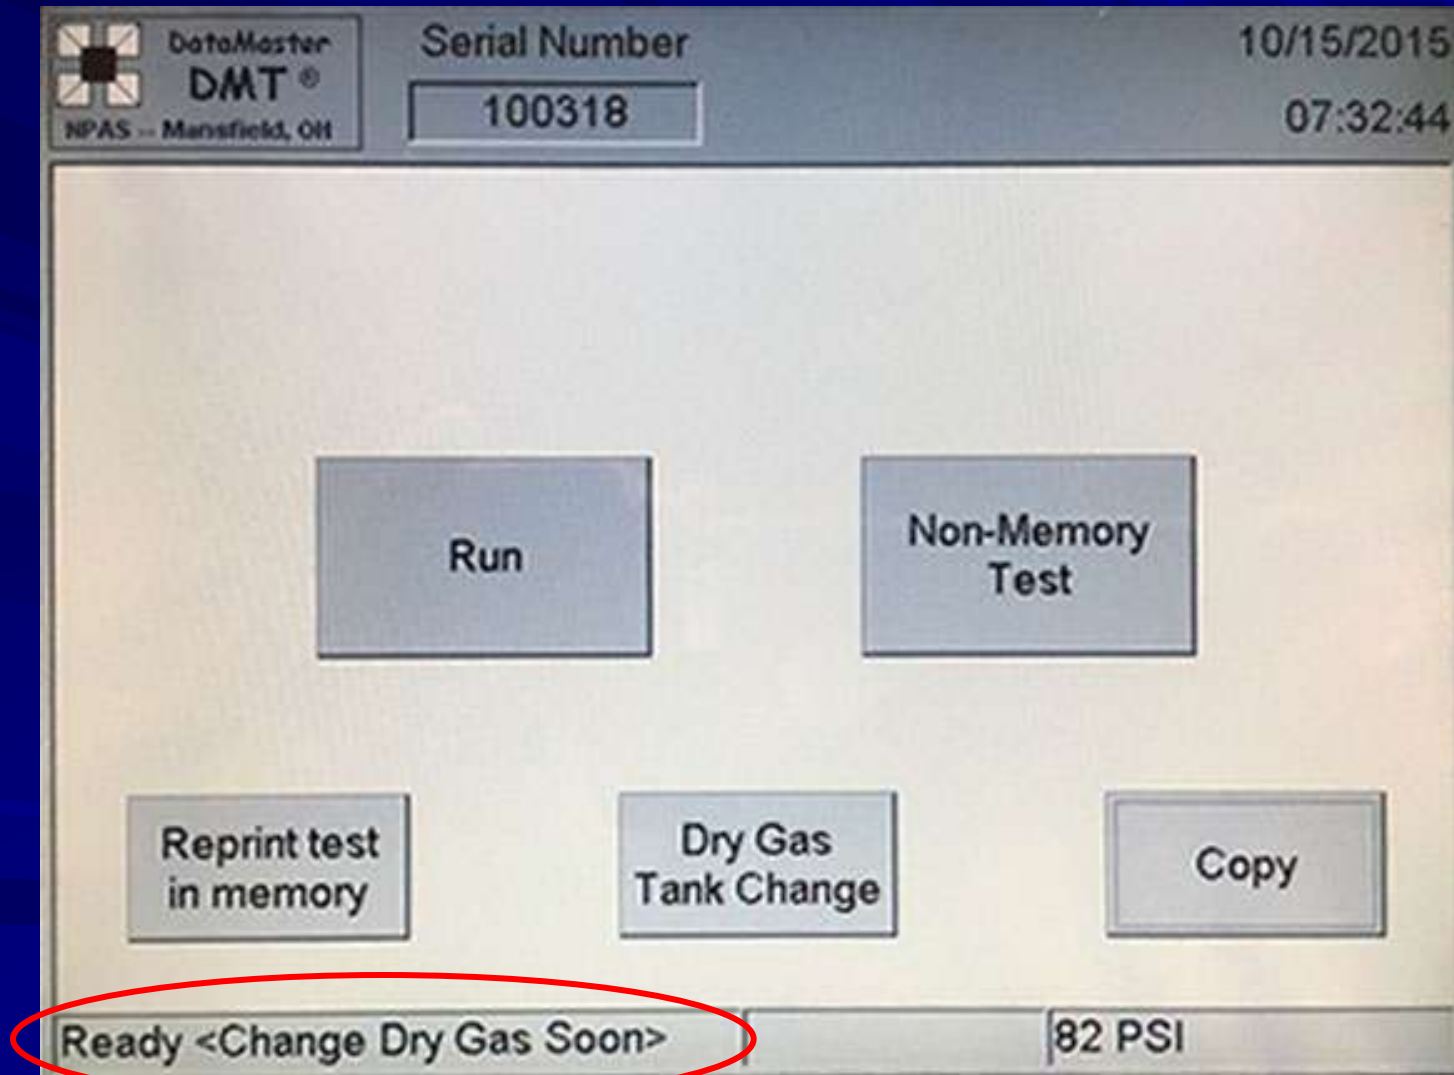 DataMaster
DMT ®
NPAS -- Mansfield, OH
Serial Number
100318
10/15/2015
07:32:44
Run
Non-Memory
Test
Reprint test
in memory
Dry Gas
Tank Change
Copy
Ready <Change Dry Gas Soon>
82 PSI